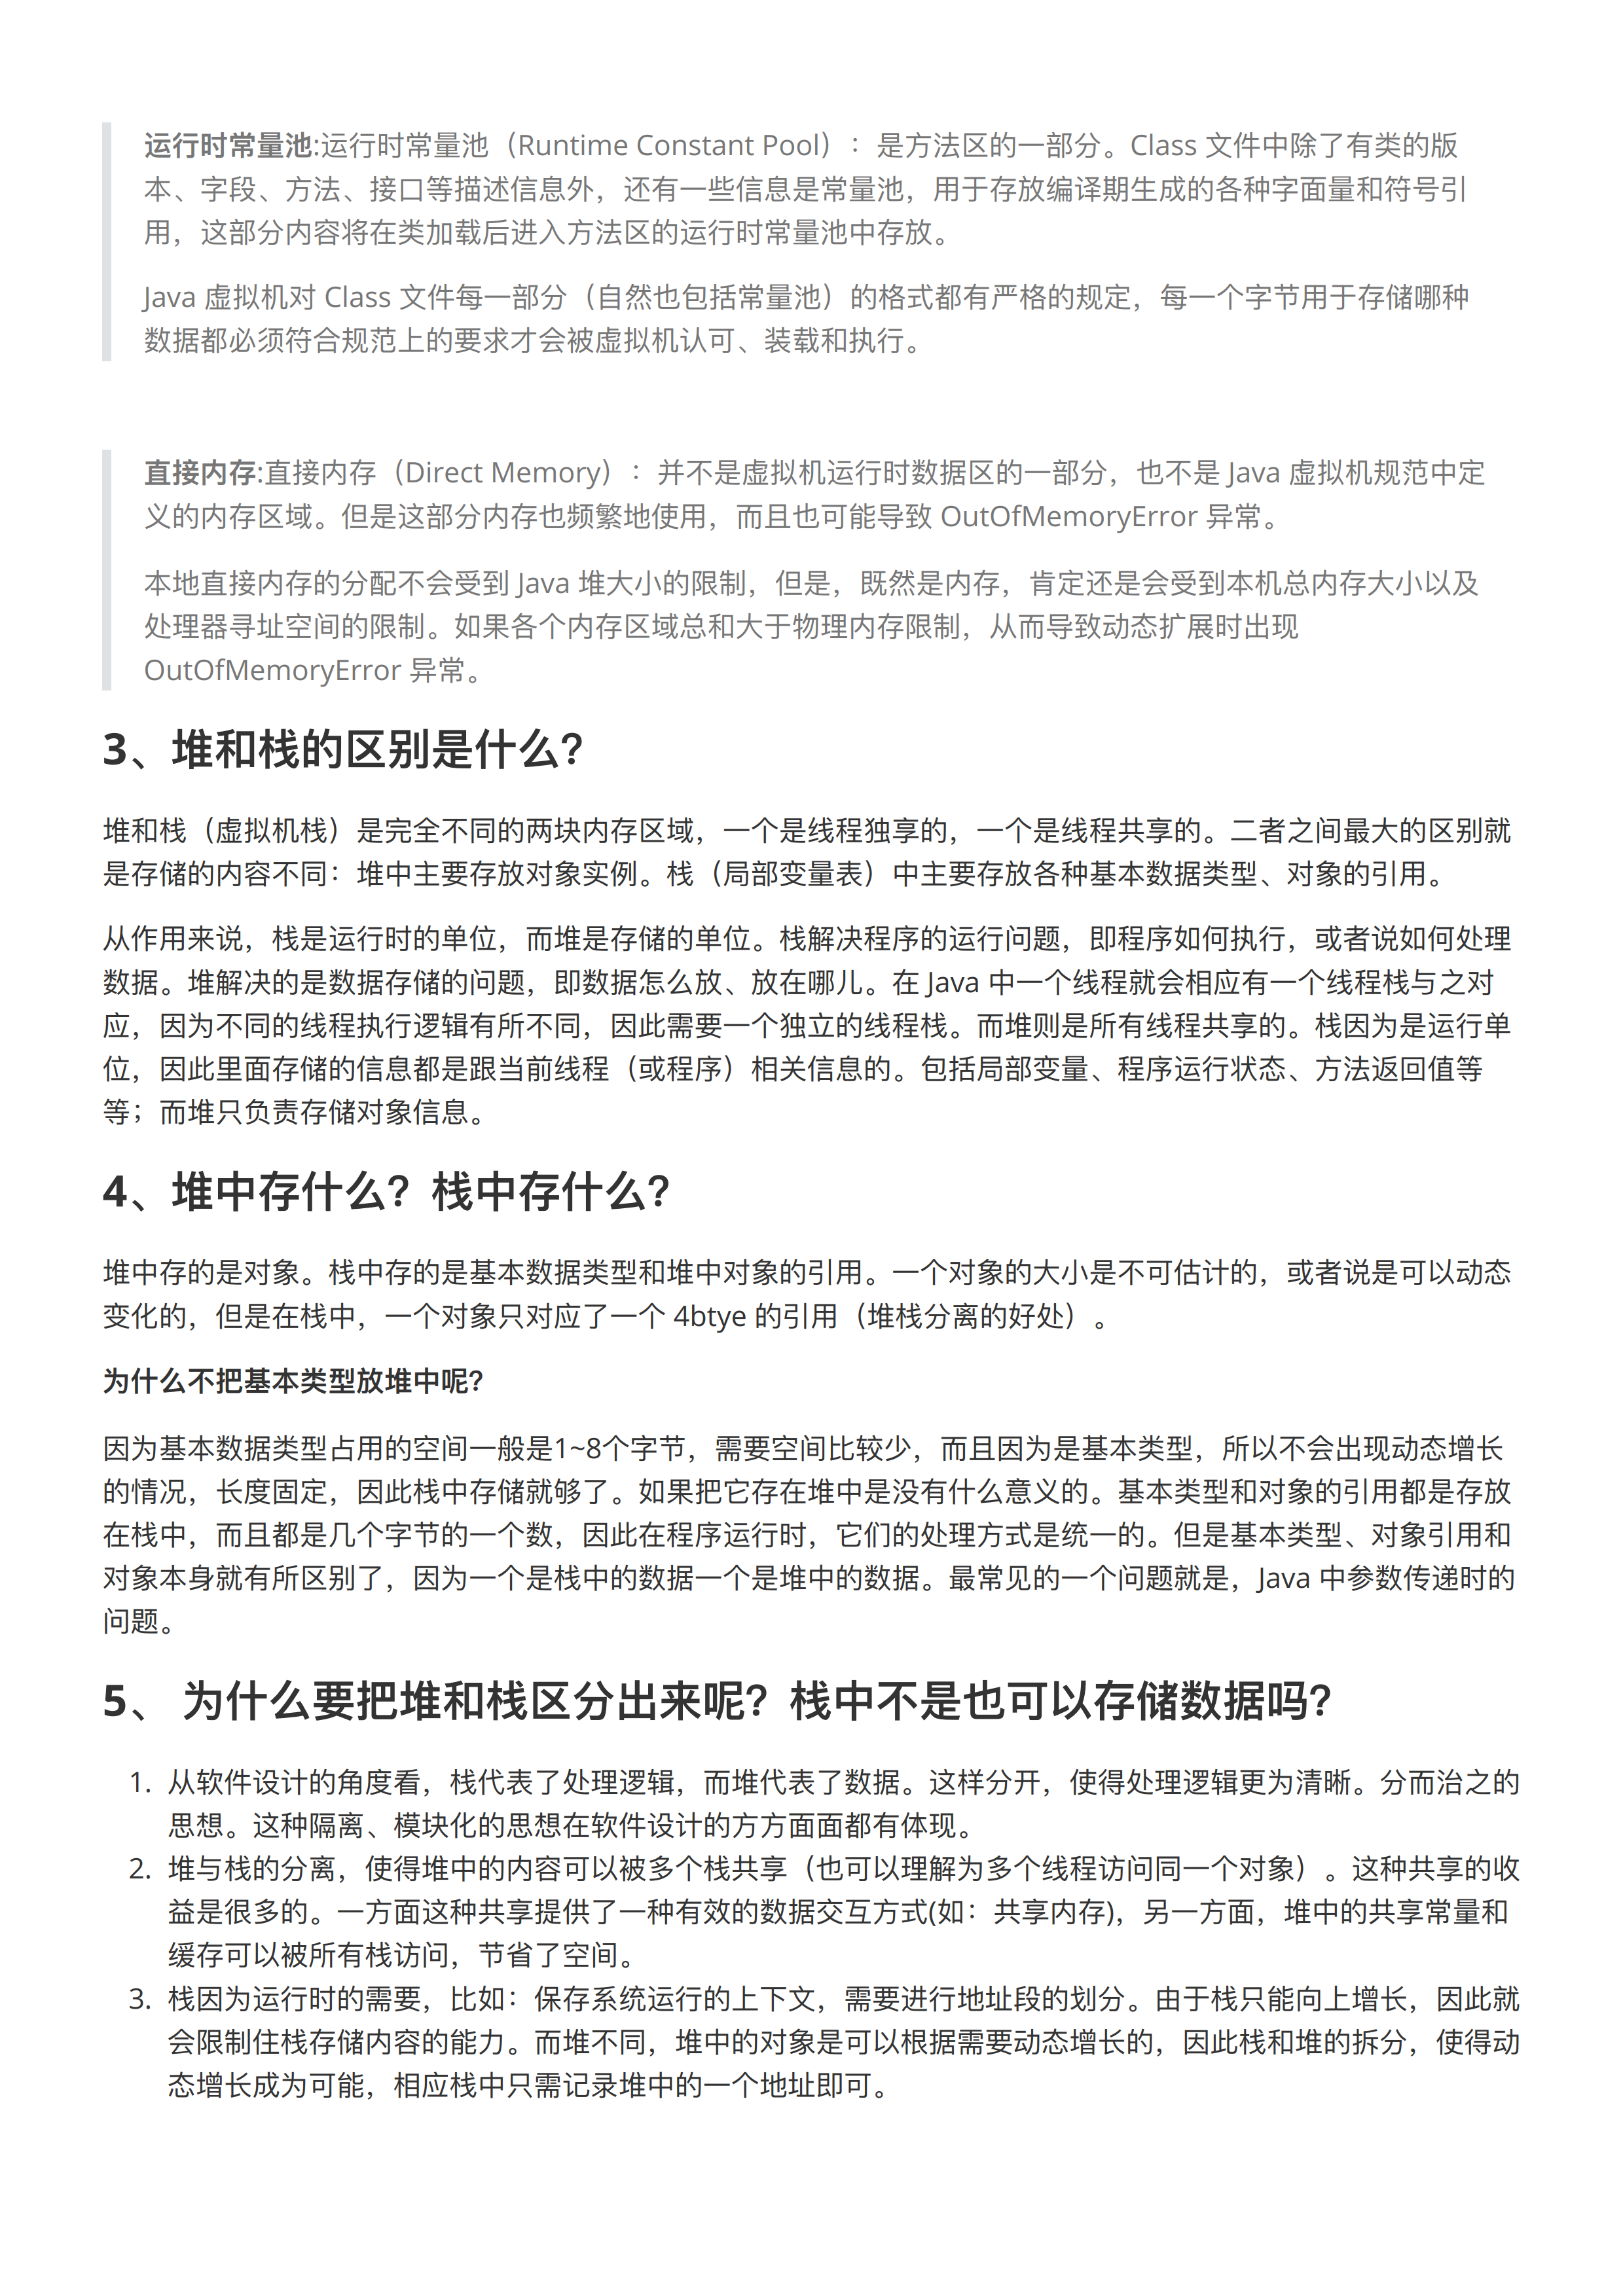 运行时常量池:运行时常量池（Runtime Constant Pool）：是方法区的一部分。Class 文件中除了有类的版
本、字段、方法、接口等描述信息外，还有一些信息是常量池，用于存放编译期生成的各种字面量和符号引
用，这部分内容将在类加载后进入方法区的运行时常量池中存放。
Java 虚拟机对 Class 文件每一部分（自然也包括常量池）的格式都有严格的规定，每一个字节用于存储哪种
数据都必须符合规范上的要求才会被虚拟机认可、装载和执行。
直接内存:直接内存（Direct Memory）：并不是虚拟机运行时数据区的一部分，也不是 Java 虚拟机规范中定
义的内存区域。但是这部分内存也频繁地使用，而且也可能导致 OutOfMemoryError 异常。
本地直接内存的分配不会受到 Java 堆大小的限制，但是，既然是内存，肯定还是会受到本机总内存大小以及
处理器寻址空间的限制。如果各个内存区域总和大于物理内存限制，从而导致动态扩展时出现
OutOfMemoryError 异常。
3、堆和栈的区别是什么？
堆和栈（虚拟机栈）是完全不同的两块内存区域，一个是线程独享的，一个是线程共享的。二者之间最大的区别就
是存储的内容不同：堆中主要存放对象实例。栈（局部变量表）中主要存放各种基本数据类型、对象的引用。
从作用来说，栈是运行时的单位，而堆是存储的单位。栈解决程序的运行问题，即程序如何执行，或者说如何处理
数据。堆解决的是数据存储的问题，即数据怎么放、放在哪儿。在 Java 中一个线程就会相应有一个线程栈与之对
应，因为不同的线程执行逻辑有所不同，因此需要一个独立的线程栈。而堆则是所有线程共享的。栈因为是运行单
位，因此里面存储的信息都是跟当前线程（或程序）相关信息的。包括局部变量、程序运行状态、方法返回值等
等；而堆只负责存储对象信息。
4、堆中存什么？栈中存什么？
堆中存的是对象。栈中存的是基本数据类型和堆中对象的引用。一个对象的大小是不可估计的，或者说是可以动态
变化的，但是在栈中，一个对象只对应了一个 4btye 的引用（堆栈分离的好处）。
为什么不把基本类型放堆中呢？
因为基本数据类型占用的空间一般是1~8个字节，需要空间比较少，而且因为是基本类型，所以不会出现动态增长
的情况，长度固定，因此栈中存储就够了。如果把它存在堆中是没有什么意义的。基本类型和对象的引用都是存放
在栈中，而且都是几个字节的一个数，因此在程序运行时，它们的处理方式是统一的。但是基本类型、对象引用和
对象本身就有所区别了，因为一个是栈中的数据一个是堆中的数据。最常见的一个问题就是，Java 中参数传递时的
问题。
5、 为什么要把堆和栈区分出来呢？栈中不是也可以存储数据吗？
1. 从软件设计的角度看，栈代表了处理逻辑，而堆代表了数据。这样分开，使得处理逻辑更为清晰。分而治之的
思想。这种隔离、模块化的思想在软件设计的方方面面都有体现。
2. 堆与栈的分离，使得堆中的内容可以被多个栈共享（也可以理解为多个线程访问同一个对象）。这种共享的收
益是很多的。一方面这种共享提供了一种有效的数据交互方式(如：共享内存)，另一方面，堆中的共享常量和
缓存可以被所有栈访问，节省了空间。
3. 栈因为运行时的需要，比如：保存系统运行的上下文，需要进行地址段的划分。由于栈只能向上增长，因此就
会限制住栈存储内容的能力。而堆不同，堆中的对象是可以根据需要动态增长的，因此栈和堆的拆分，使得动
态增长成为可能，相应栈中只需记录堆中的一个地址即可。